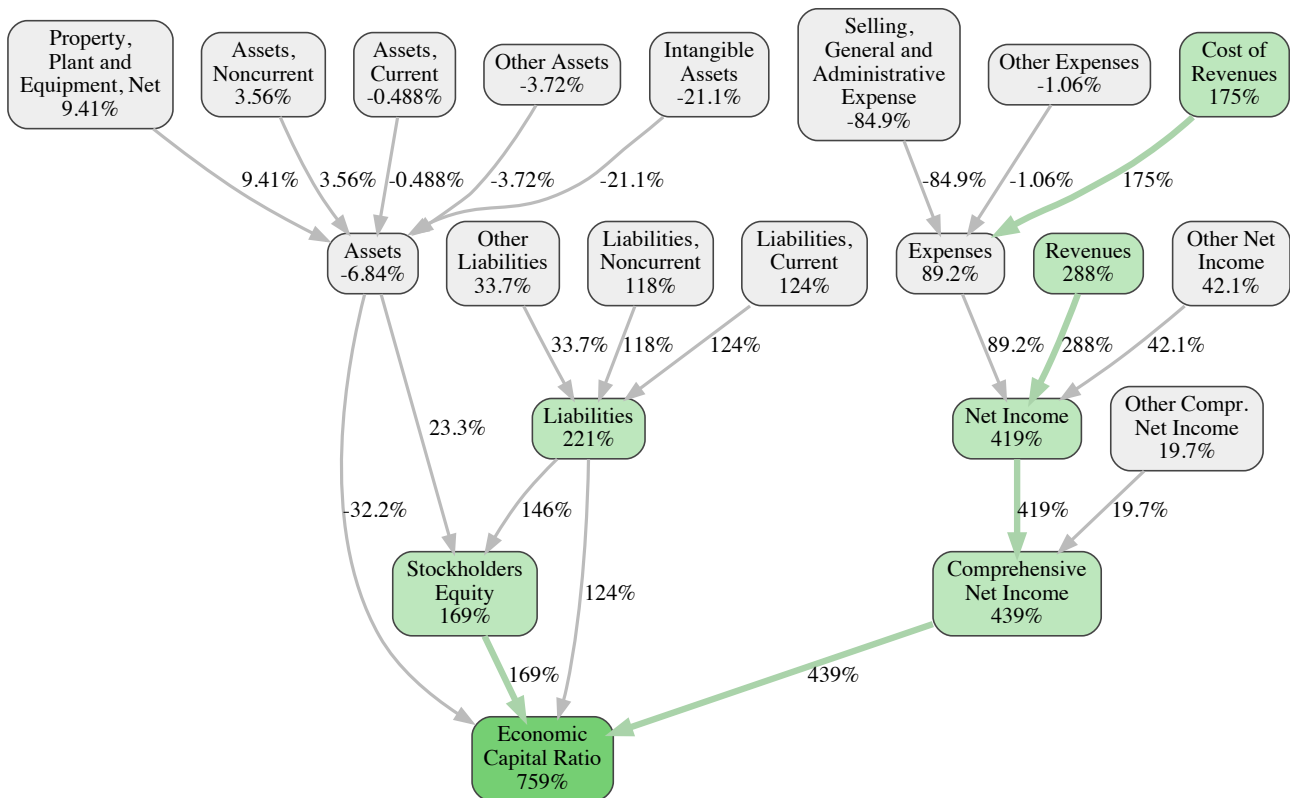 Property,
Plant and
Equipment, Net
9.41%
Assets,
Noncurrent
3.56%
Assets,
Current
-0.488%
Other Assets
-3.72%
Intangible
Assets
-21.1%
Selling,
General and
Administrative
Expense
-84.9%
Other Expenses
-1.06%
Cost of
Revenues
175%
9.41%
3.56%
-0.488%
-3.72%
-21.1%
-84.9%
-1.06%
175%
Assets
-6.84%
Other
Liabilities
33.7%
Liabilities,
Noncurrent
118%
Liabilities,
Current
124%
Expenses
89.2%
Revenues
288%
Other Net
Income
42.1%
33.7%
118%
124%
89.2%
288%
42.1%
23.3%
Liabilities
221%
Net Income
419%
Other Compr.
Net Income
19.7%
-32.2%
146%
419%
19.7%
Stockholders
Equity
169%
124%
Comprehensive
Net Income
439%
169%
439%
Economic
Capital Ratio
759%